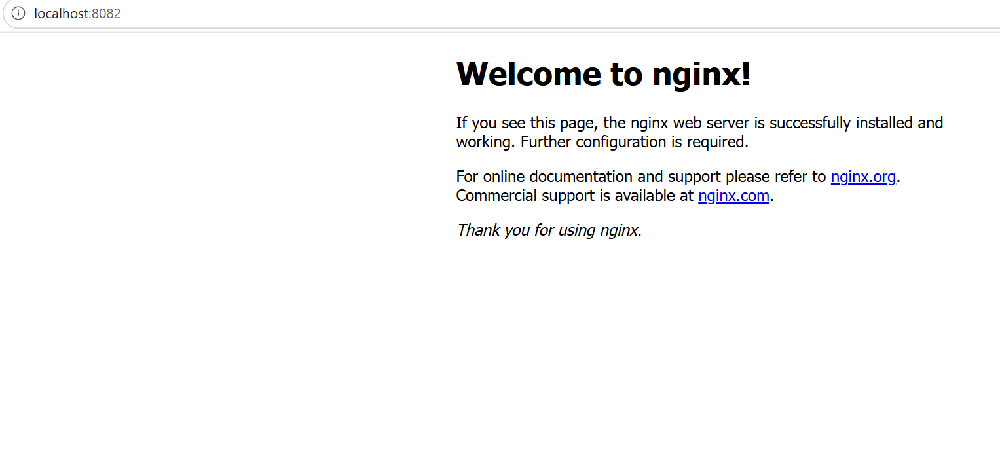 localhost:8082
Welcome to nginx!
If you see this page, the nginx web server is successfully installed and
working. Further configuration is required.
For online documentation and support please refer to nginx.org.
Commercial support is available at nginx.com.
Thank you for using nginx.